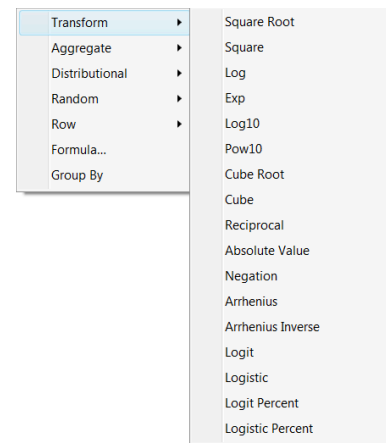 Transform
Aggregate
Distributional
Random
Row
Formula...
Group By
Square Root
Square
Log
Exp
Log10
Pow10
Cube Root
Cube
Reciprocal
Absolute Value
Negation
Arrhenius
Arrhenius Inverse
Logit
Logistic
Logit Percent
Logistic Percent